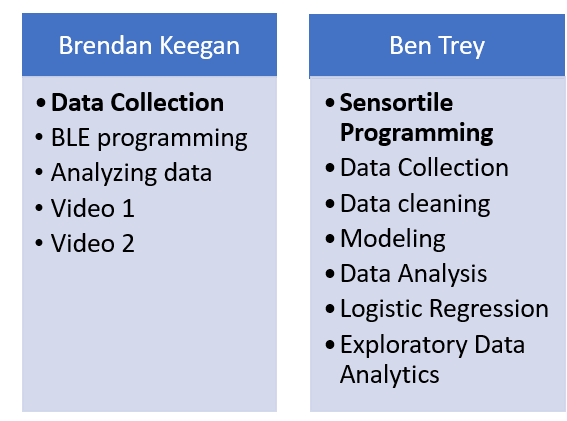 Brendan Keegan
• Data Collection
• BLE programming
• Analyzing data
• Video 1
• Video 2
Ben Trey
• Sensortile
Programming
• Data Collection
• Data cleaning
• Modeling
• Data Analysis
• Logistic Regression
• Exploratory Data
Analytics